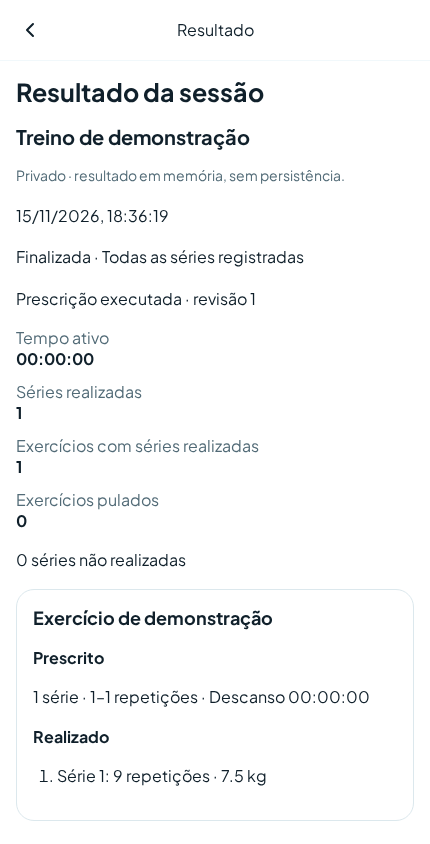 Resultado
Resultado da sessão
Treino de demonstração
Privado · resultado em memória, sem persistência.
15/11/2026, 18:36:19
Finalizada · Todas as séries registradas
Prescrição executada · revisão 1
Tempo ativo
00:00:00
Séries realizadas
1
Exercícios com séries realizadas
1
Exercícios pulados
0
0 séries não realizadas
Exercício de demonstração
Prescrito
1 série · 1–1 repetições · Descanso 00:00:00
Realizado
1. Série 1: 9 repetições · 7.5 kg